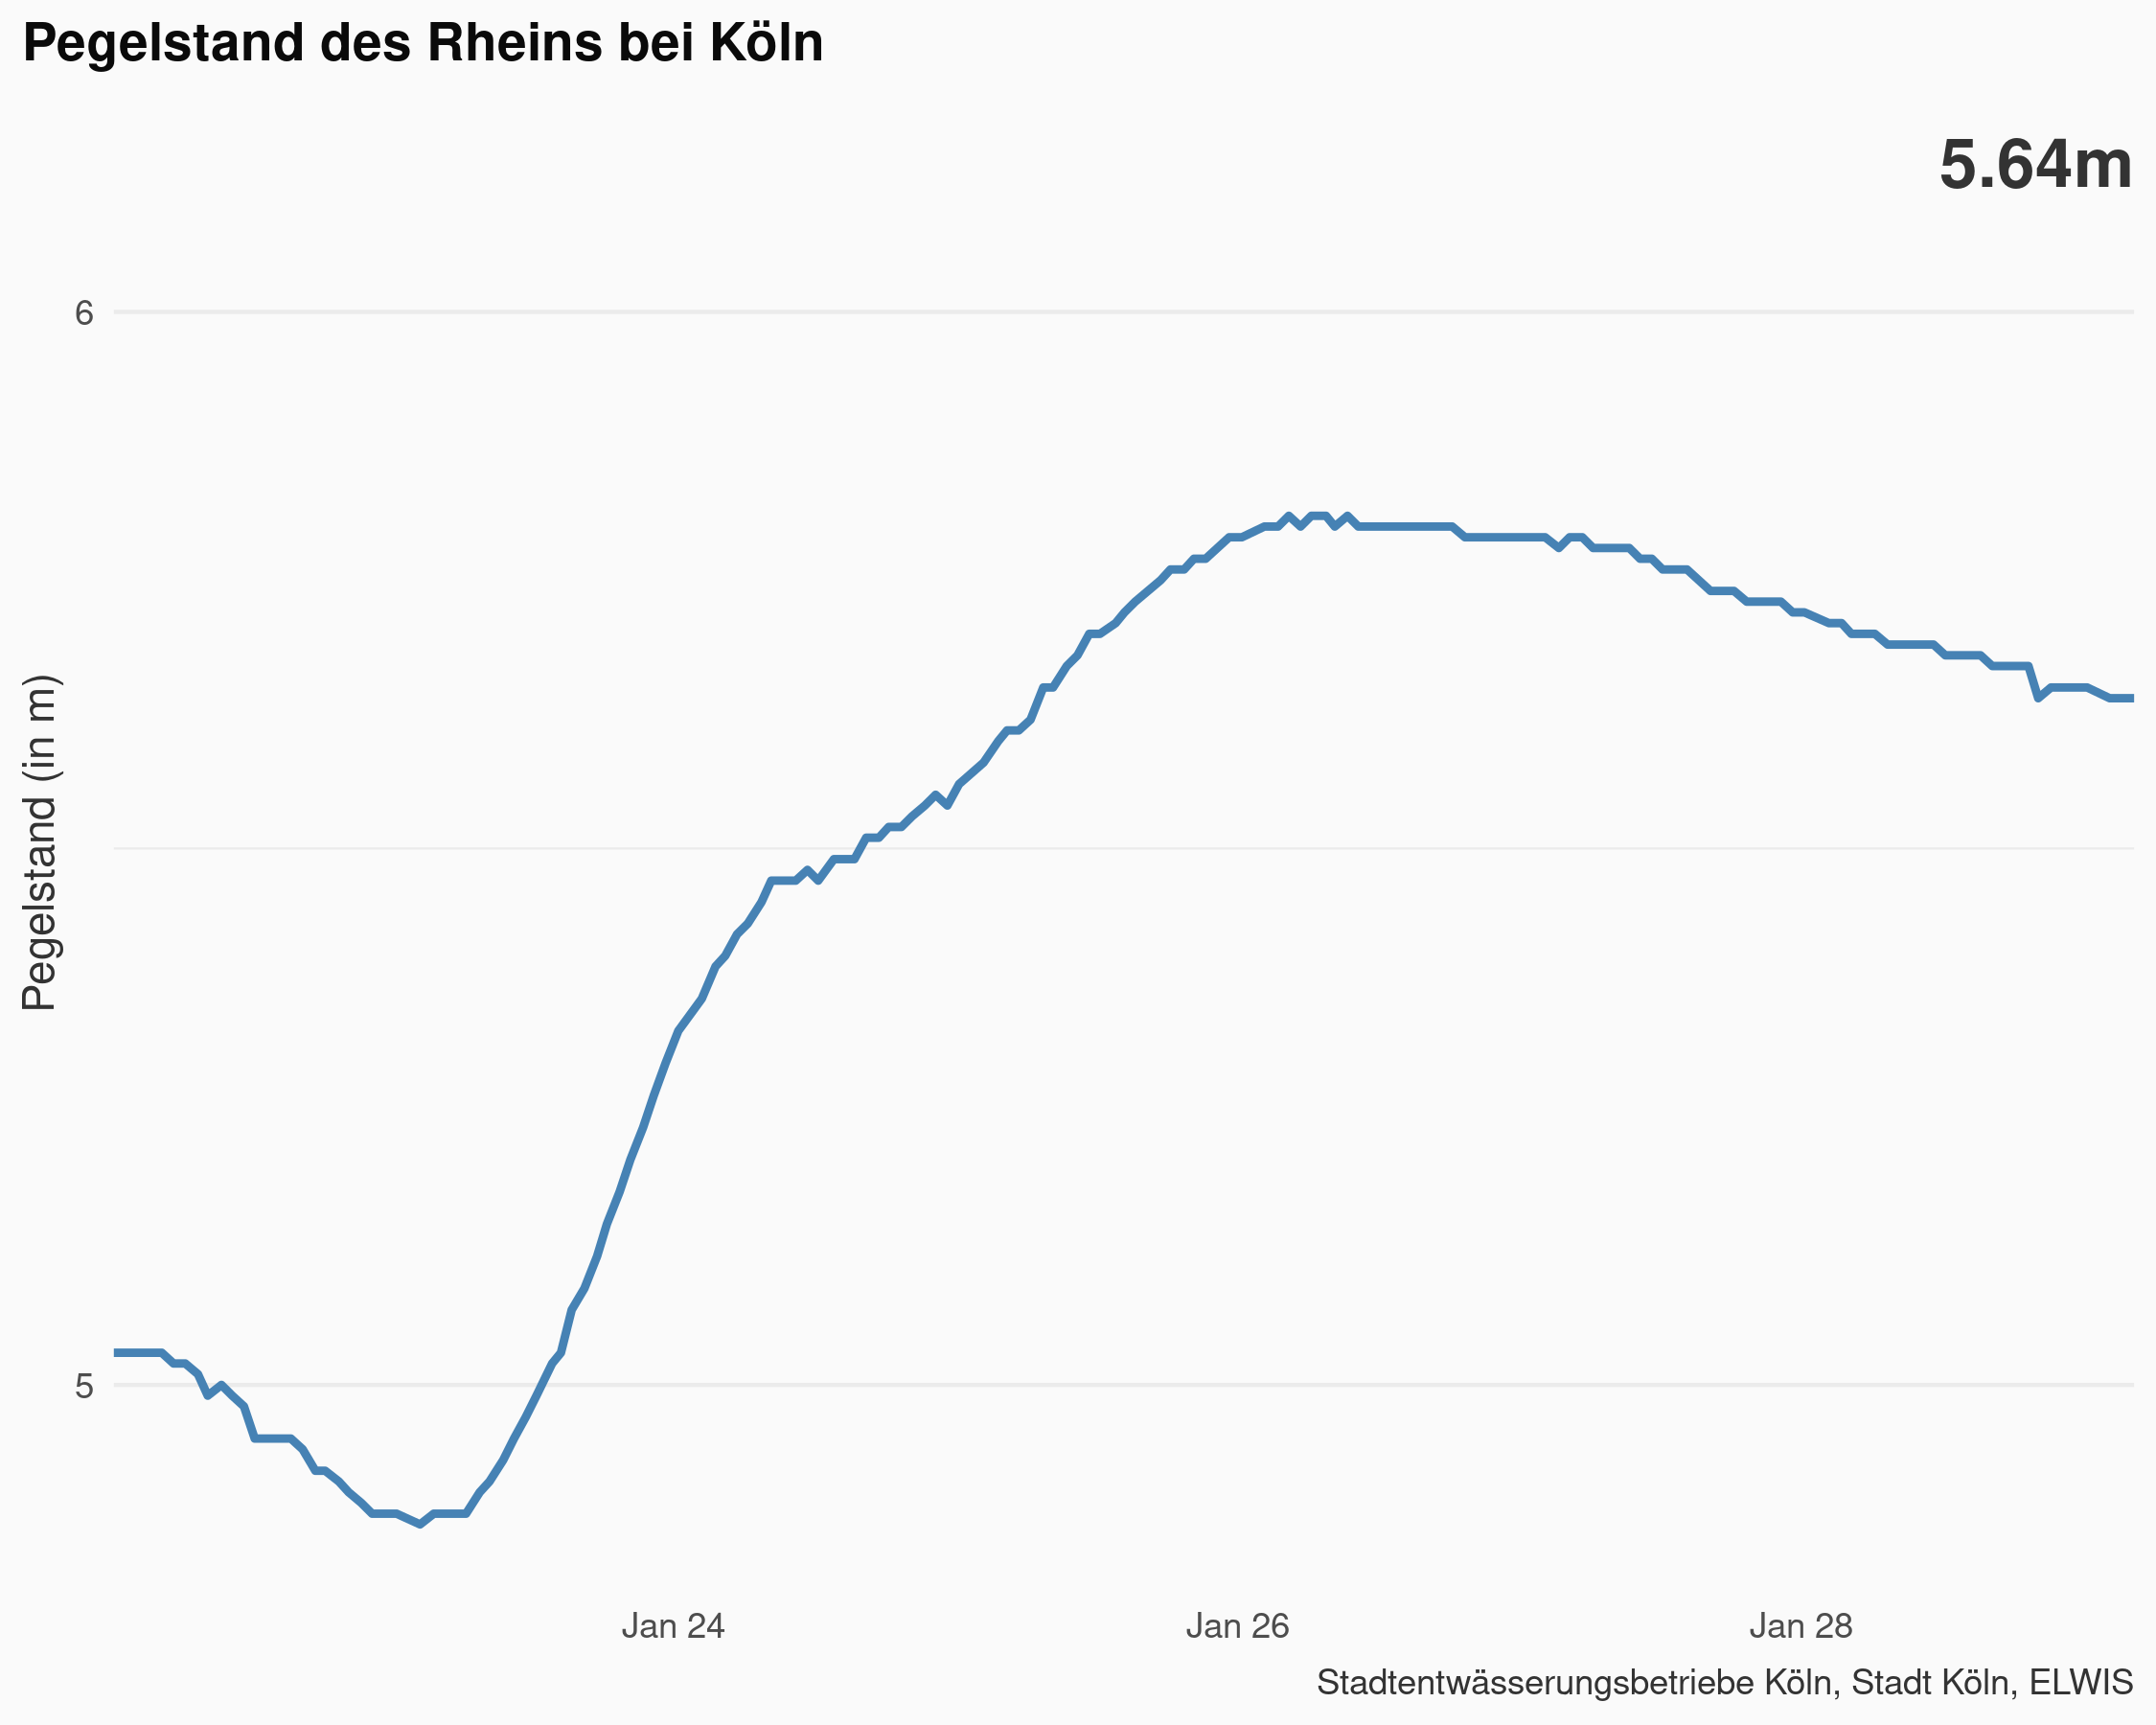 Pegelstand des Rheins bei Köln
5.64m
6
Pegelstand (in m)
5
Jan 24
Jan 26
Jan 28
Stadtentwässerungsbetriebe Köln, Stadt Köln, ELWIS